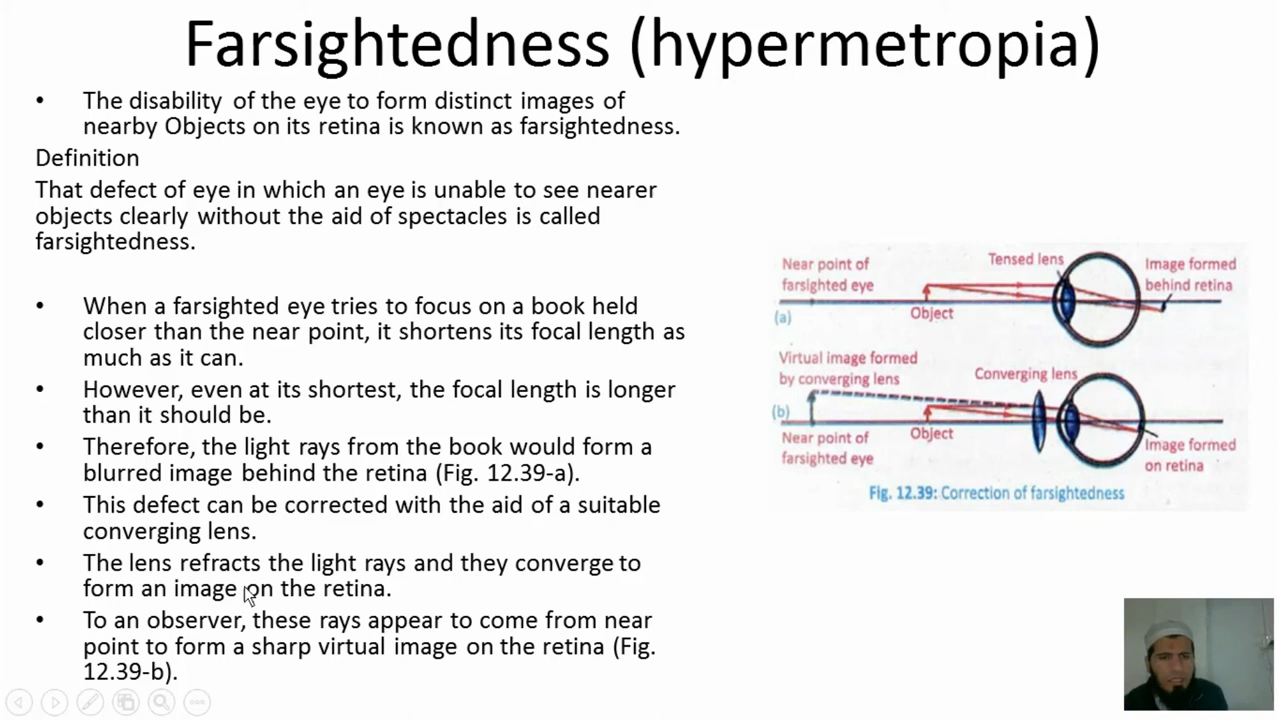 Farsightedness (hypermetropia)
• The disability of the eye to form distinct images of
nearby Objects on its retina is known as farsightedness.
Definition
That defect of eye in which an eye is unable to see nearer
objects clearly without the aid of spectacles is called
farsightedness.
• When a farsighted eye tries to focus on a book held
closer than the near point, it shortens its focal length as
much as it can.
• However, even at its shortest, the focal length is longer
than it should be.
• Therefore, the light rays from the book would form a
blurred image behind the retina (Fig. 12.39-a).
• This defect can be corrected with the aid of a suitable
converging lens.
• The lens refracts the light rays and they converge to
form an image on the retina.
• To an observer, these rays appear to come from near
point to form a sharp virtual image on the retina (Fig.
12.39-b).
Near point of
farsighted eye
Tensed lens
Image formed
behind retina
(a)
Object
Virtual image formed
by converging lens
Converging lens
(b)
Near point of
farsighted eye
Object
Image formed
on retina
Fig. 12.39: Correction of farsightedness